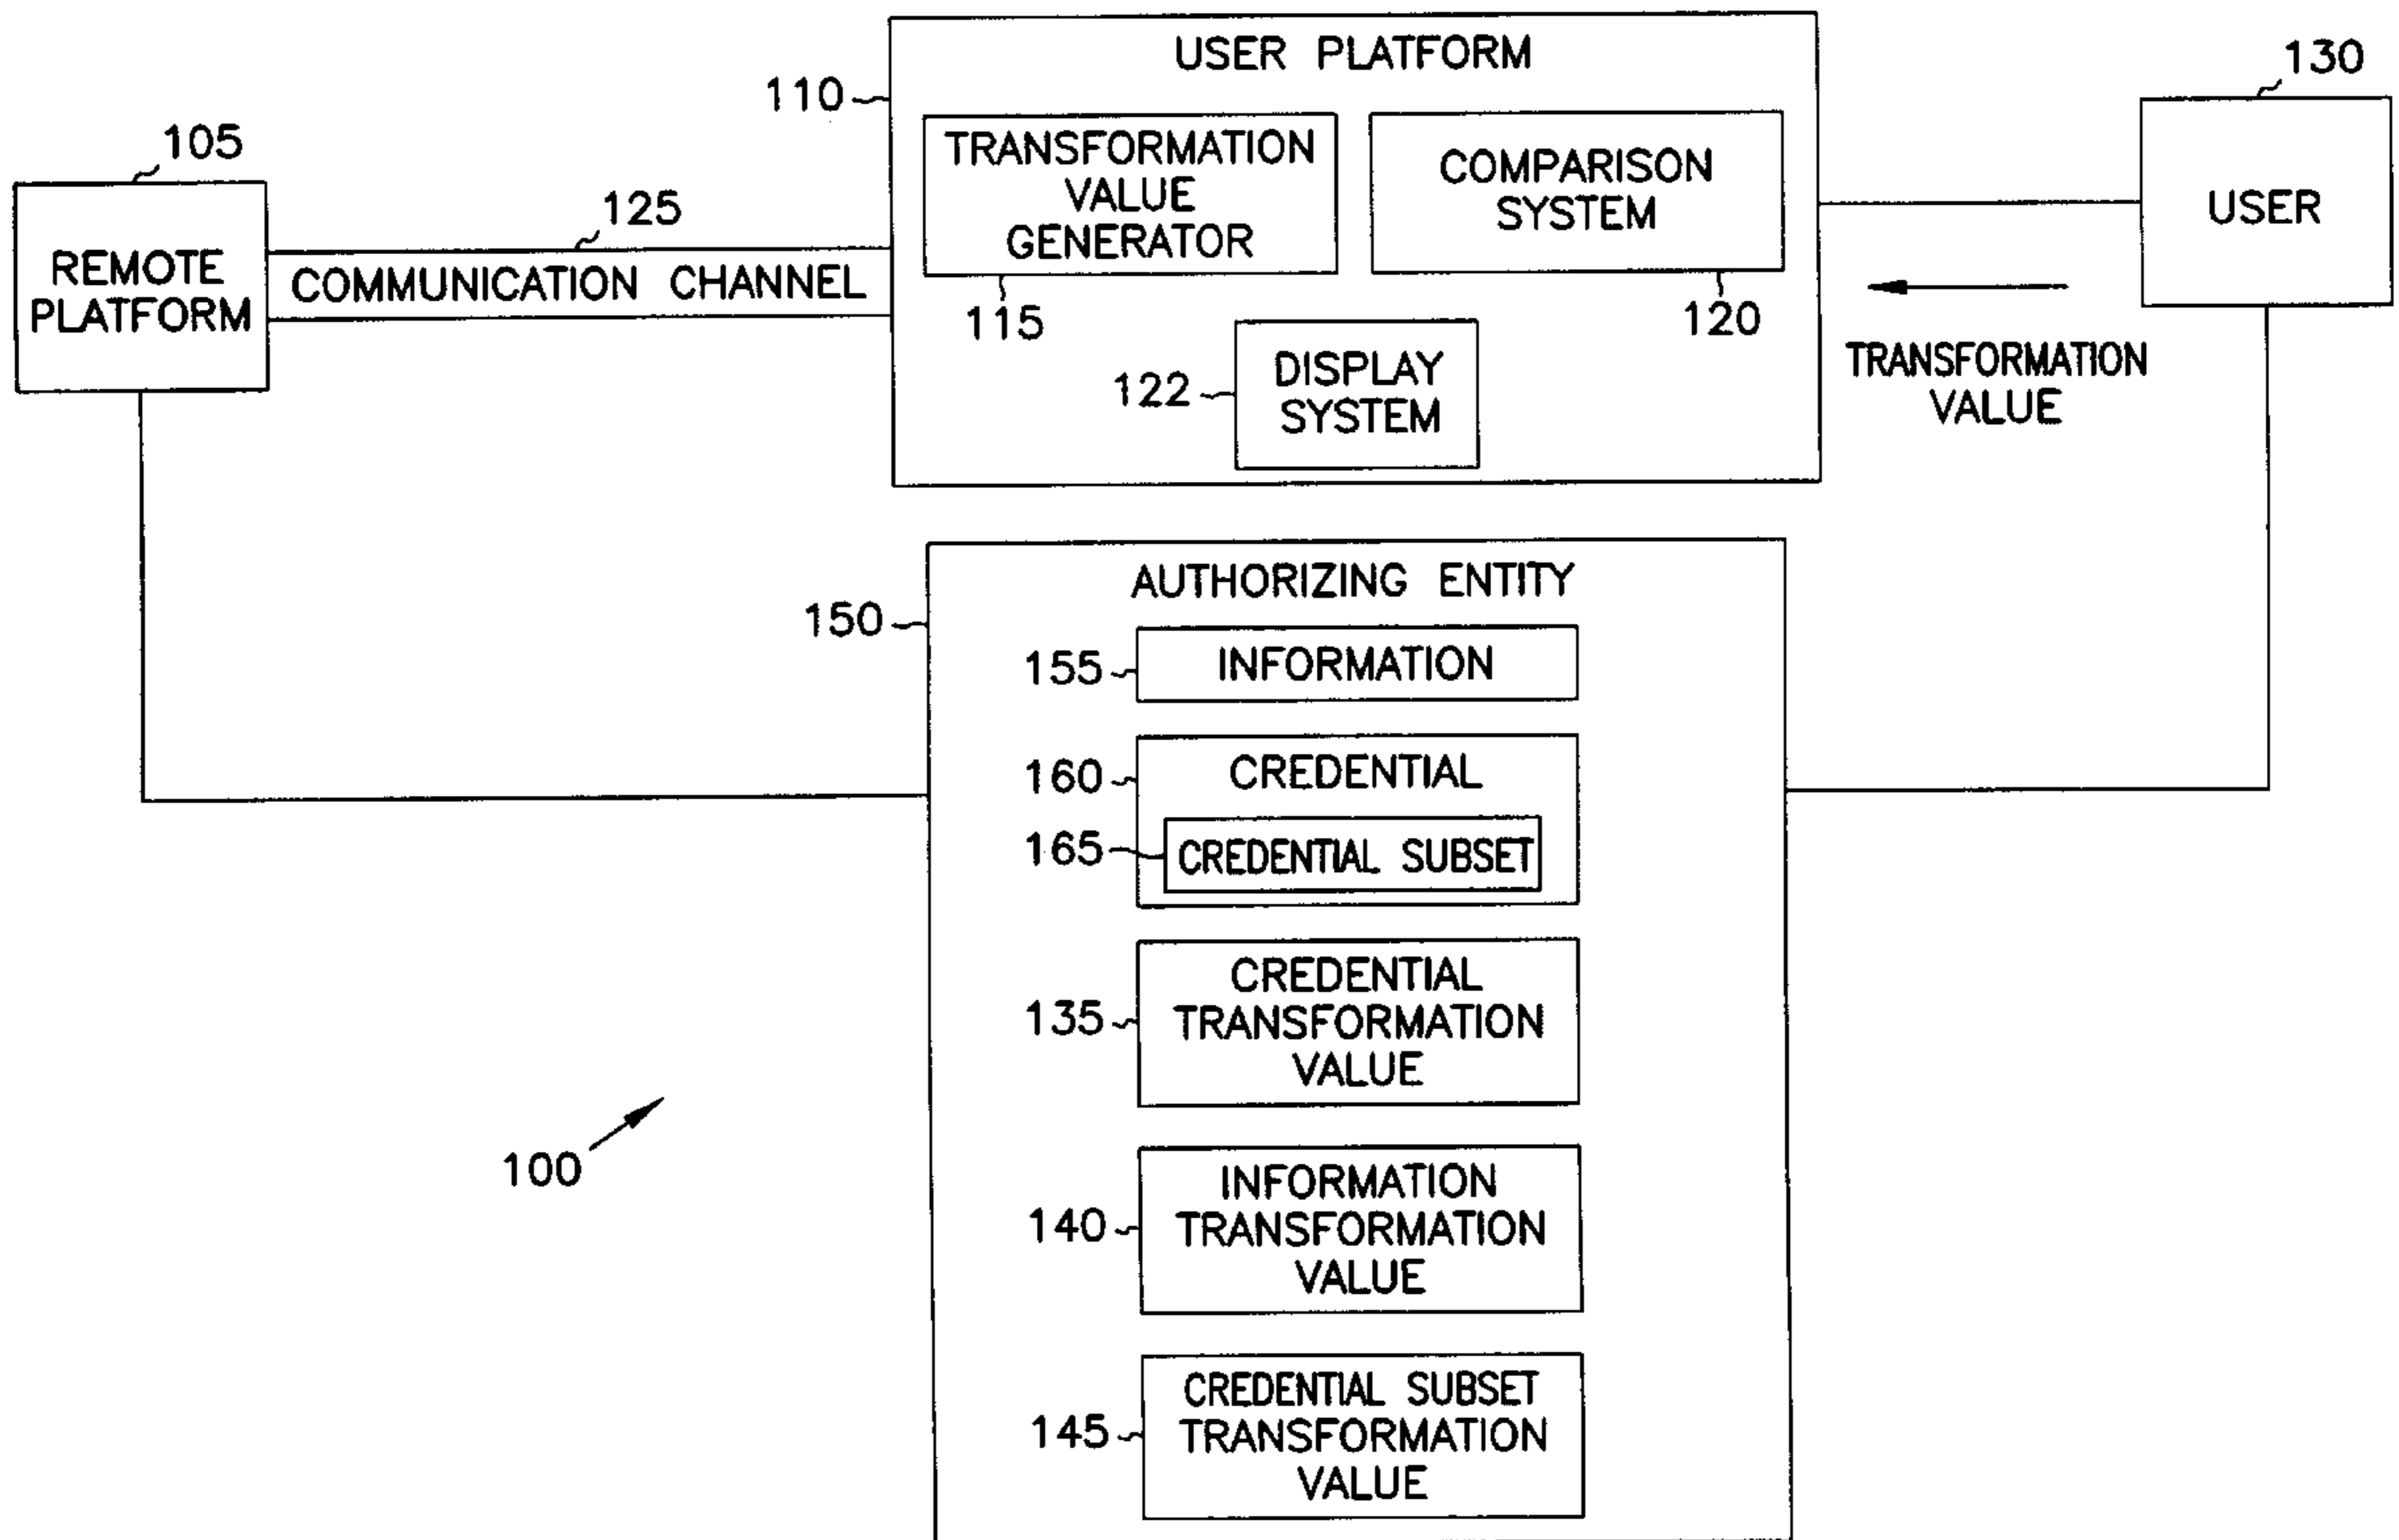 USER PLATFORM
110
130
105
TRANSFORMATION
VALUE
GENERATOR
COMPARISON
SYSTEM
USER
125
REMOTE
PLATFORM
COMMUNICATION CHANNEL
115
120
DISPLAY
SYSTEM
122
TRANSFORMATION
VALUE
AUTHORIZING ENTITY
150
155
INFORMATION
160
CREDENTIAL
165
CREDENTIAL SUBSET
135
CREDENTIAL
TRANSFORMATION
VALUE
100
140
INFORMATION
TRANSFORMATION
VALUE
145
CREDENTIAL SUBSET
TRANSFORMATION
VALUE